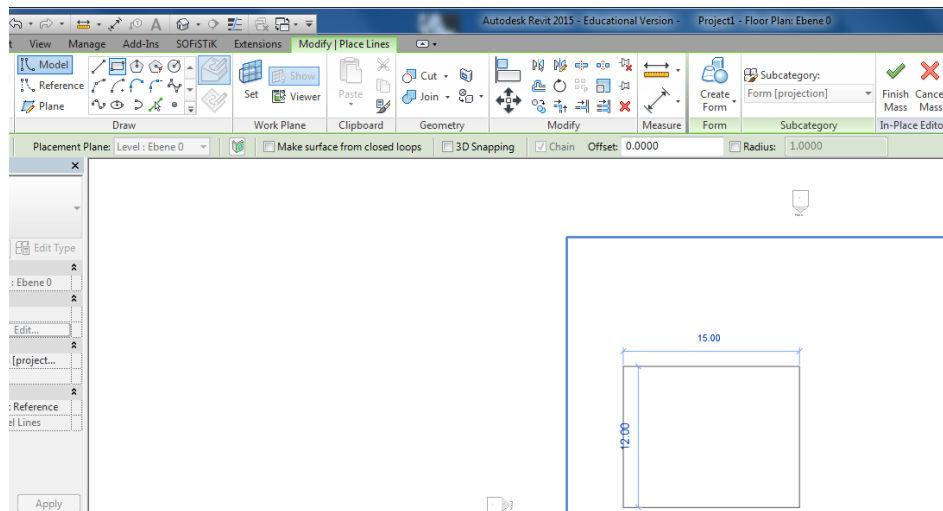 Autodesk Revit 2015 - Educational Version - Project1 - Floor Plan: Ebene 0
t View Manage Add-Ins SOFiSTiK Extensions Modify | Place Lines
Model
Reference
Plane
Draw
Set
Show
Viewer
Work Plane
Paste
Clipboard
Cut
Join
Geometry
Modify
Measure
Create
Form
Form
Subcategory:
Form [projection]
Subcategory
Finish
Mass
Cance
Mass
In-Place Editor
Placement Plane: Level : Ebene 0 Make surface from closed loops 3D Snapping Chain Offset: 0.0000 Radius: 1.0000
x
Edit Type
: Ebene 0
Edit...
[project...
: Reference
el Lines
Apply
15.00
12.00